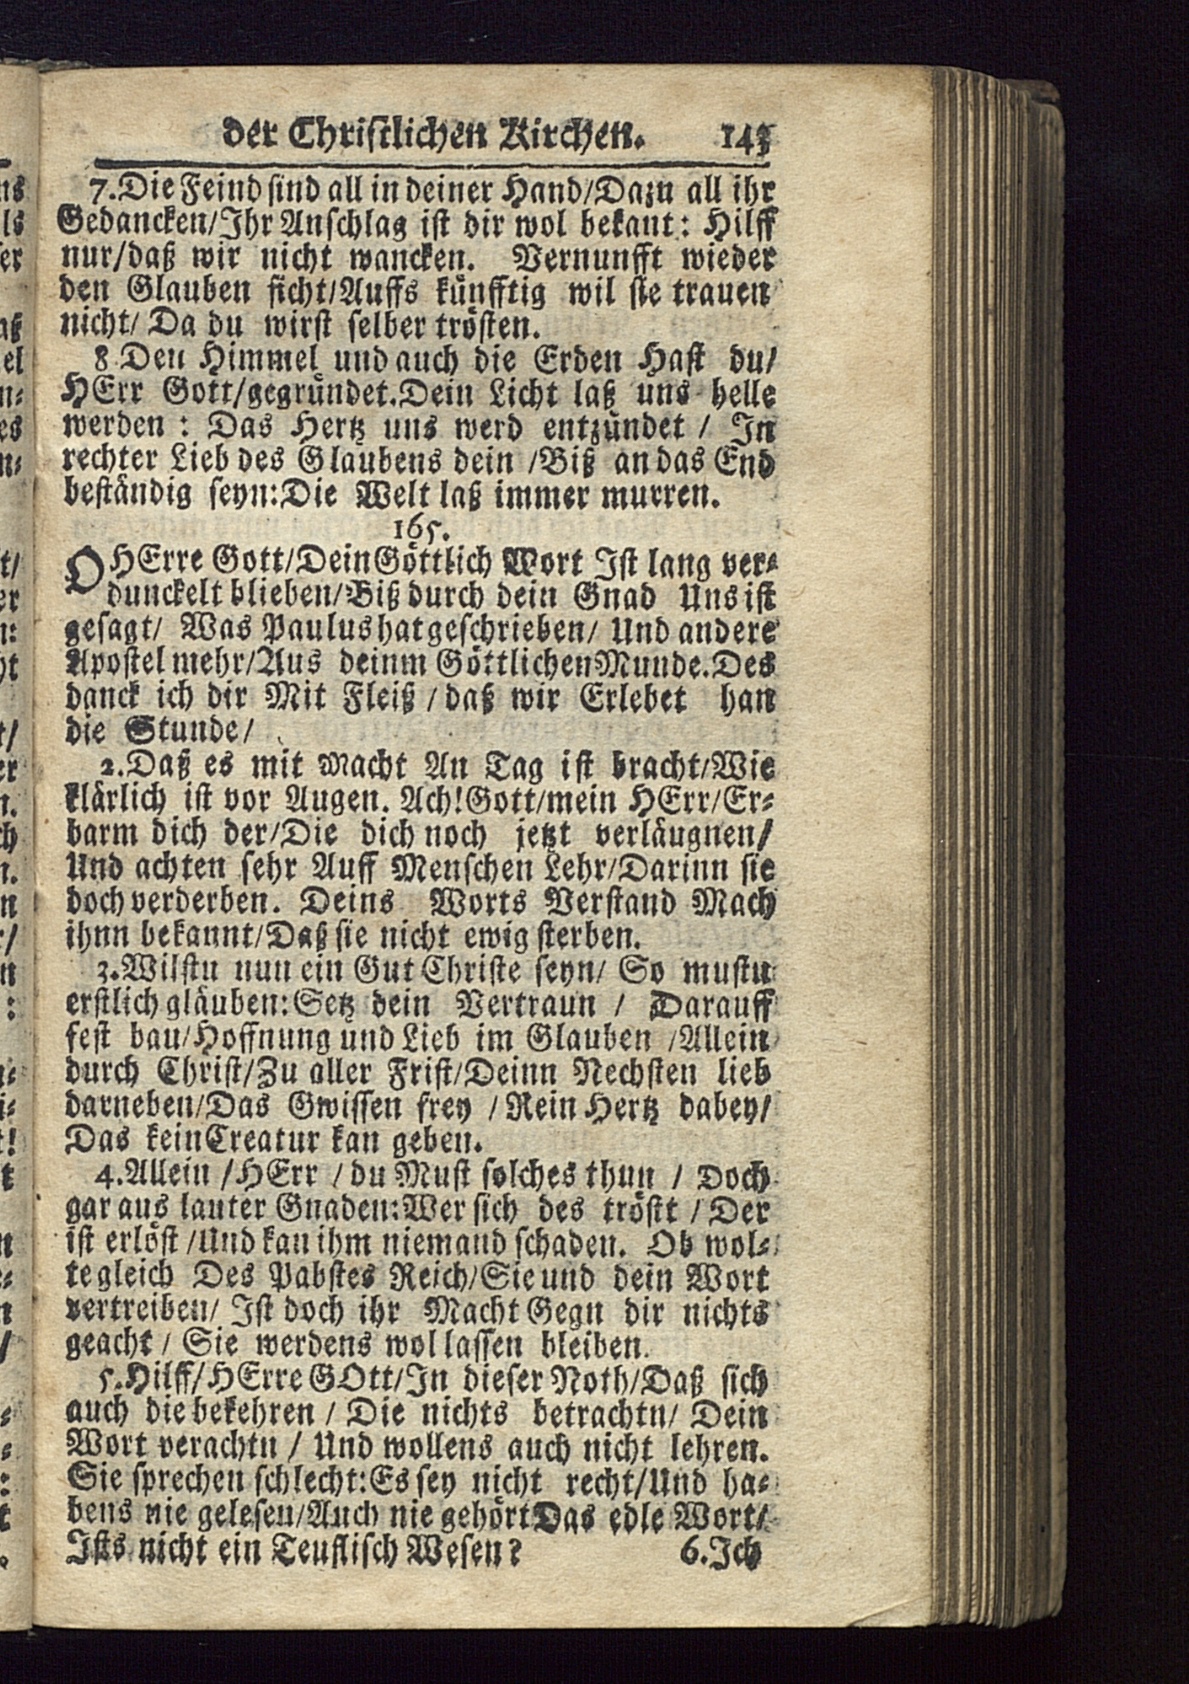 der Christlichen Kirchen. 143
7. Die Feind sind all in deiner Hand/Dazu all ihr
Gedancken/Ihr Anschlag ist dir wol bekant: Hilff
nur/daß wir nicht wancken. Vernunfft wieder
den Glauben ficht/Auffs künfftig wil sie trauen
nicht/ Da du wirst selber trösten.
8 Den Himmel und auch die Erden Hast du/
HErr Gott/gegründet. Dein Licht laß uns helle
werden: Das Hertz uns werd entzündet / In
rechter Lieb des Glaubens dein /Biß an das End
beständig seyn: Die Welt laß immer murren.
165.
O HErre Gott/Dein Göttlich Wort Ist lang ver-
dunckelt blieben/Biß durch dein Gnad Uns ist
gesagt/ Was Paulus hat geschrieben/ Und andere
Apostel mehr/Aus deinm Göttlichen Munde. Des
danck ich dir Mit Fleiß / daß wir Erlebet han
die Stunde/
2. Daß es mit Macht An Tag ist bracht/Wie
klärlich ist vor Augen. Ach! Gott/mein HErr/Er-
barm dich der/Die dich noch jetzt verläugnen/
Und achten sehr Auff Menschen Lehr/Darinn sie
doch verderben. Deins Worts Verstand Mach
ihnn bekannt/Daß sie nicht ewig sterben.
3. Wilstu nun ein Gut Christe seyn/ So mustu
erstlich gläuben: Setz dein Vertraun / Darauff
fest bau/Hoffnung und Lieb im Glauben /Allein
durch Christ/Zu aller Frist/Deinn Nechsten lieb
darneben/Das Gwissen frey / Rein Hertz dabey/
Das kein Creatur kan geben.
4. Allein /HErr / du Must solches thun / Doch
gar aus lauter Gnaden: Wer sich des tröstt / Der
ist erlöst /Und kan ihm niemand schaden. Ob wol-
te gleich Des Pabstes Reich/Sie und dein Wort
vertreiben/ Ist doch ihr Macht Gegn dir nichts
geacht / Sie werdens wol lassen bleiben.
5. Hilff/HErre GOtt/In dieser Noth/Daß sich
auch die bekehren / Die nichts betrachtn/ Dein
Wort verachtn / Und wollens auch nicht lehren.
Sie sprechen schlecht: Es sey nicht recht/Und ha-
bens nie gelesen/Auch nie gehört Das edle Wort/
Ists nicht ein Teuflisch Wesen? 6. Ich